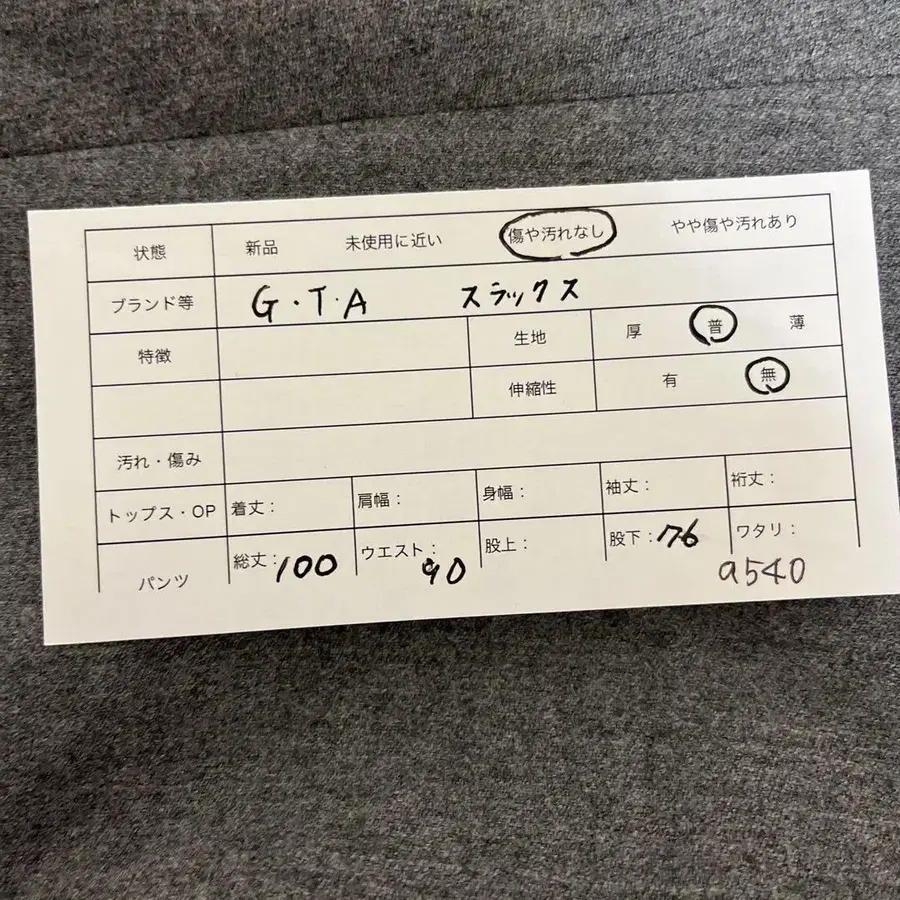 状態 新品 未使用に近い 傷や汚れなし やや傷や汚れあり
ブランド等 G・T・A スラックス
特徴 生地 厚 普 薄
伸縮性 有 無
汚れ・傷み
トップス・OP 着丈： 肩幅： 身幅： 袖丈： 裄丈：
パンツ 総丈：100 ウエスト：90 股上： 股下：76 ワタリ：
a540